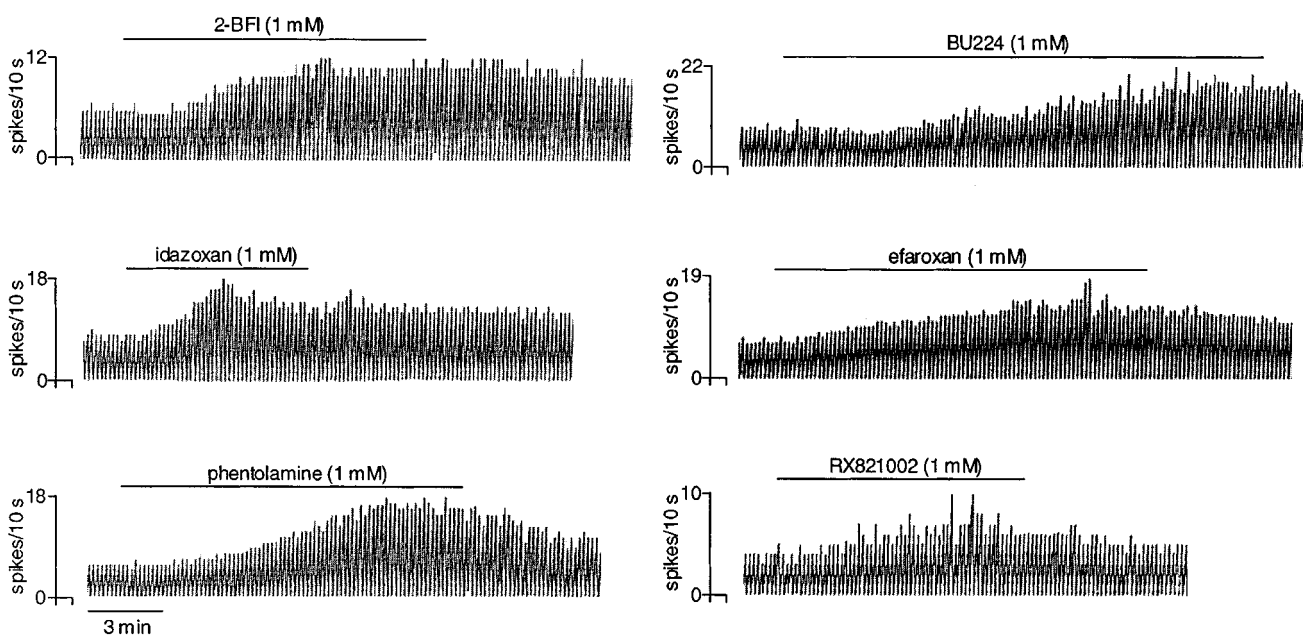 2-BFI (1 mM)
12
spikes/10 s
0
BU224 (1 mM)
22
spikes/10 s
0
idazoxan (1 mM)
18
spikes/10 s
0
efaroxan (1 mM)
19
spikes/10 s
0
phentolamine (1 mM)
18
spikes/10 s
0
3 min
RX821002 (1 mM)
10
spikes/10 s
0